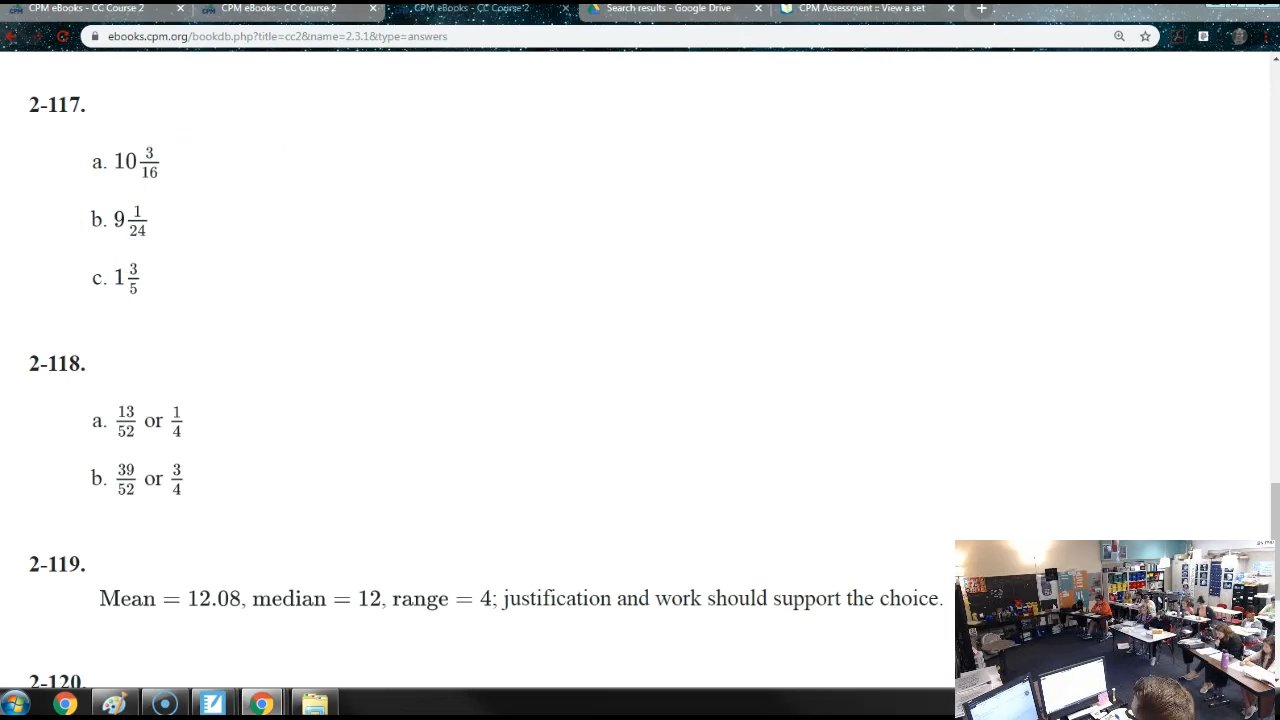 CPM eBooks - CC Course 2
CPM eBooks - CC Course 2
CPM eBooks - CC Course 2
Search results - Google Drive
CPM Assessment :: View a set
ebooks.cpm.org/bookdb.php?title=cc2&name=2.3.1&type=answers
2-117.
a. 10 3/16
b. 9 1/24
c. 1 3/5
2-118.
a. 13/52 or 1/4
b. 39/52 or 3/4
2-119.
Mean = 12.08, median = 12, range = 4; justification and work should support the choice.
2-120.